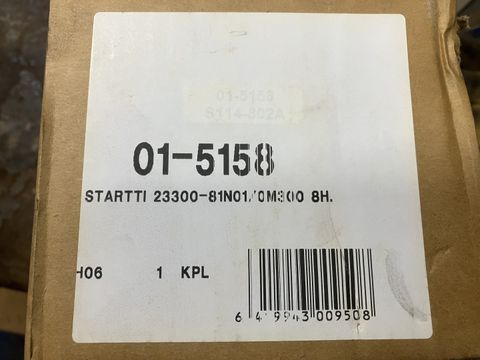 01-5158
S114-302A
01-5158
STARTTI 23300-81N01/0M300 8H.
H06 1 KPL
6 419943 009508